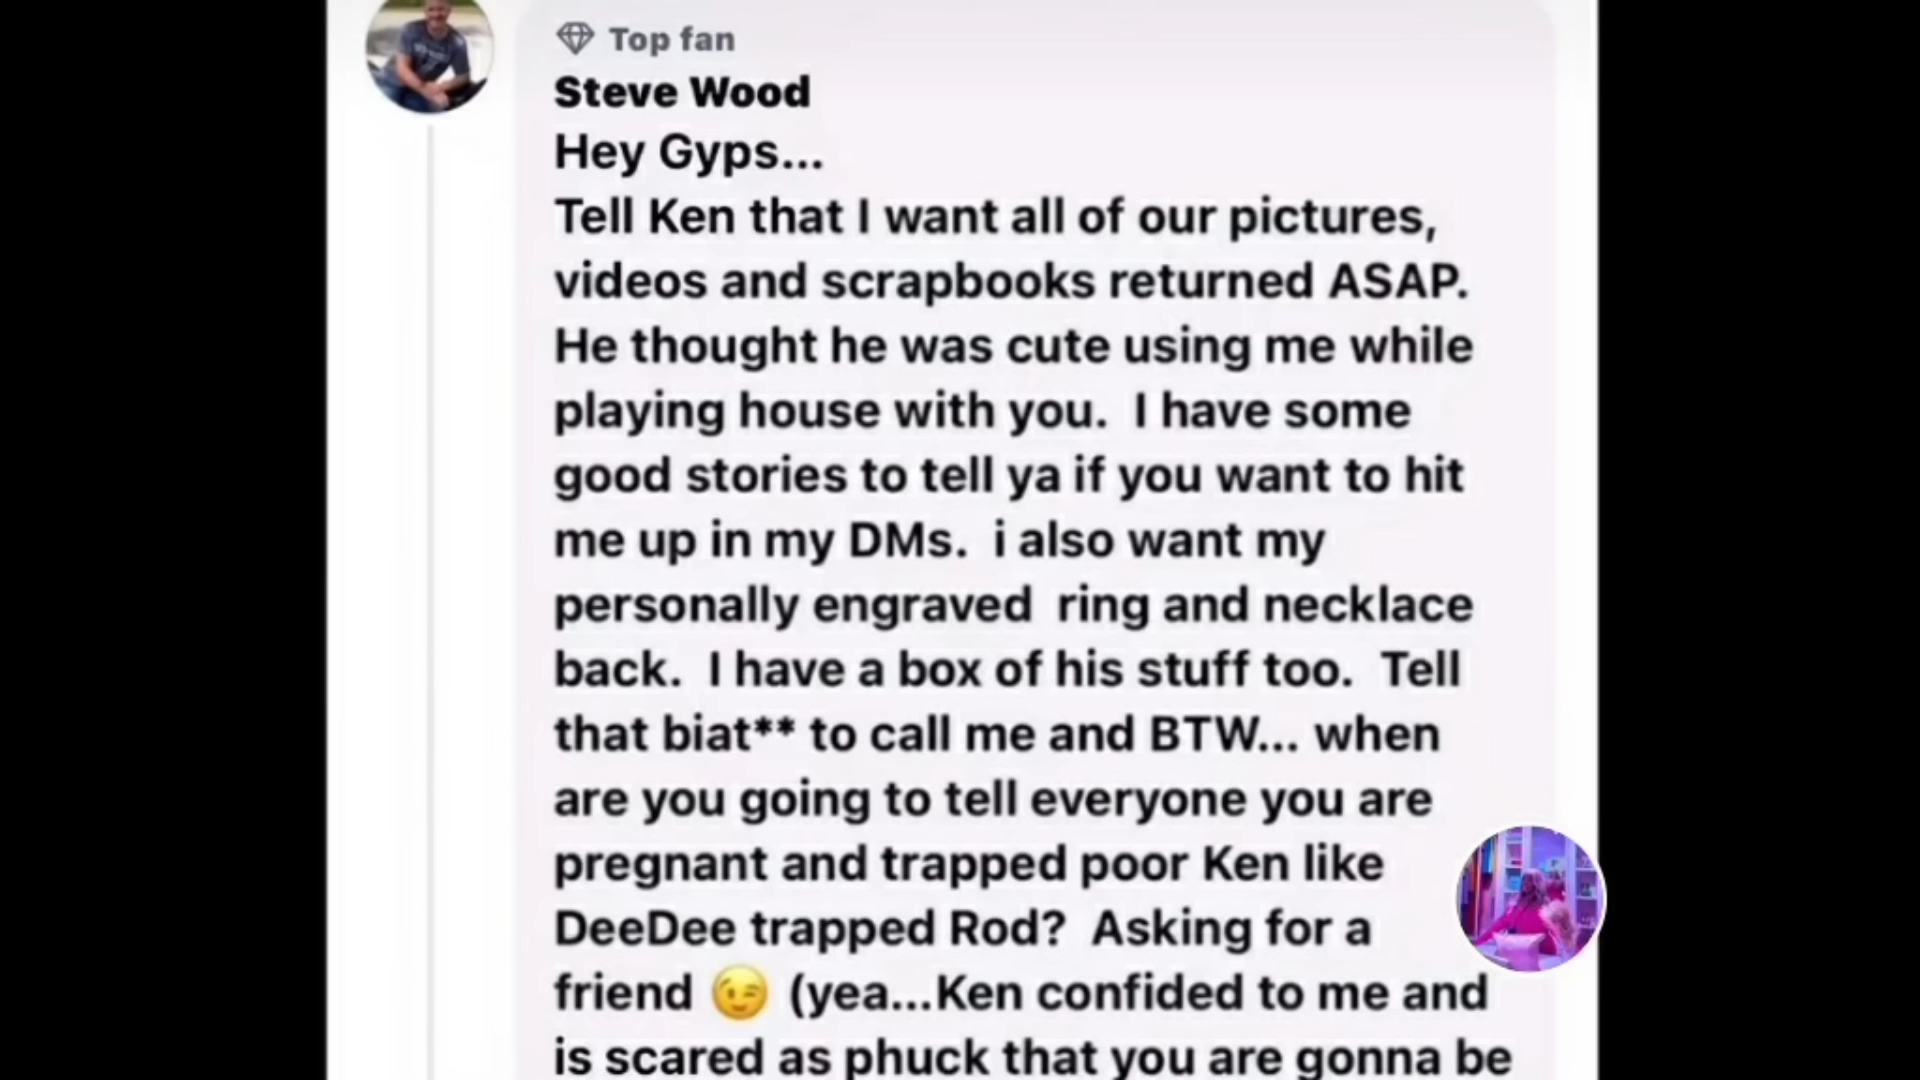 Top fan
Steve Wood
Hey Gyps...
Tell Ken that I want all of our pictures,
videos and scrapbooks returned ASAP.
He thought he was cute using me while
playing house with you.  I have some
good stories to tell ya if you want to hit
me up in my DMs.  i also want my
personally engraved  ring and necklace
back.  I have a box of his stuff too.  Tell
that biat** to call me and BTW... when
are you going to tell everyone you are
pregnant and trapped poor Ken like
DeeDee trapped Rod?  Asking for a
friend 😉 (yea...Ken confided to me and
is scared as phuck that you are gonna be